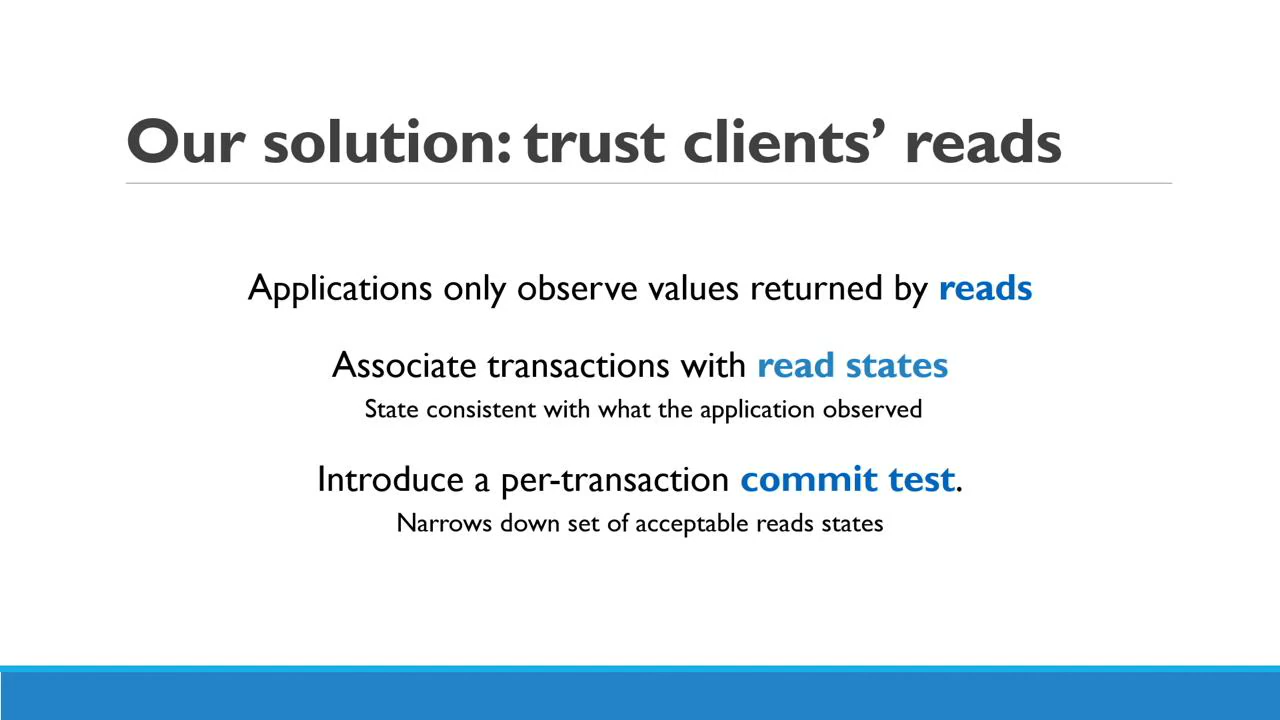 Our solution: trust clients’ reads
Applications only observe values returned by reads
Associate transactions with read states
State consistent with what the application observed
Introduce a per-transaction commit test.
Narrows down set of acceptable reads states